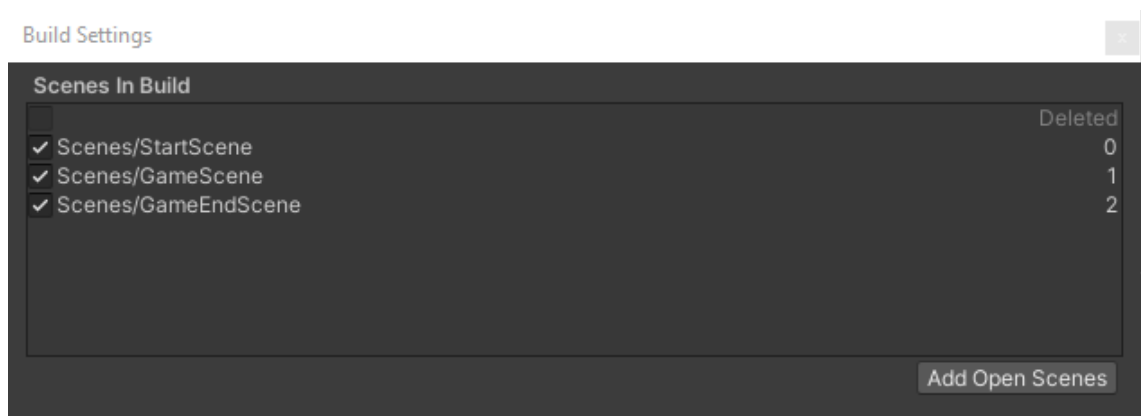 Build Settings
Scenes In Build
Deleted
Scenes/StartScene 0
Scenes/GameScene 1
Scenes/GameEndScene 2
Add Open Scenes